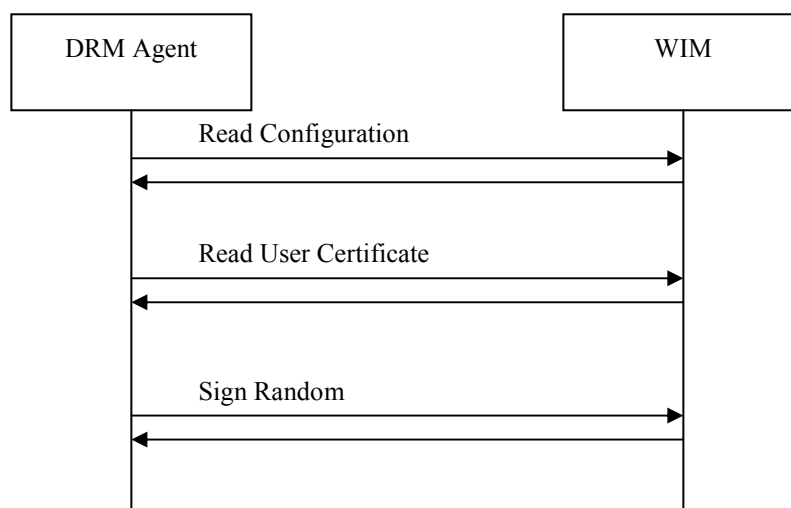 DRM Agent
WIM
Read Configuration
Read User Certificate
Sign Random